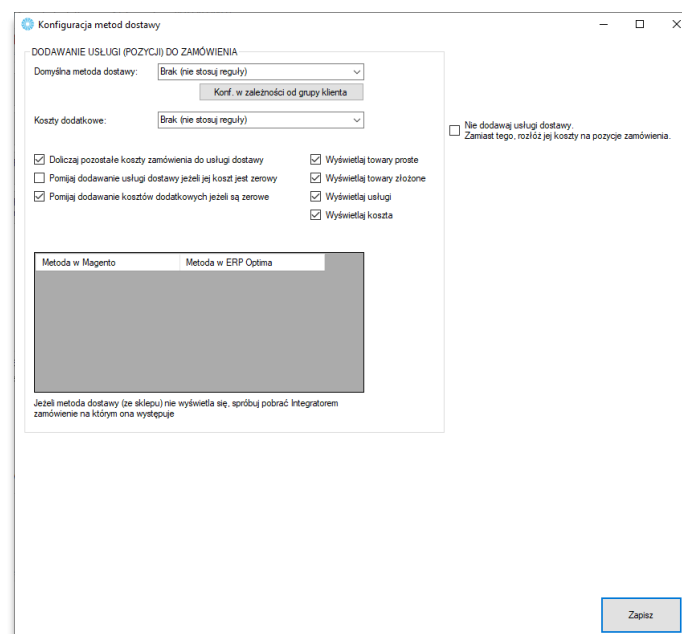 Konfiguracja metod dostawy
DODAWANIE USŁUGI (POZYCJI) DO ZAMÓWIENIA
Domyślna metoda dostawy: Brak (nie stosuj reguły)
Konf. w zależności od grupy klienta
Koszty dodatkowe: Brak (nie stosuj reguły)
Nie dodawaj usługi dostawy.
Zamiast tego, rozłóż jej koszty na pozycje zamówienia.
Doliczaj pozostałe koszty zamówienia do usługi dostawy
Wyświetlaj towary proste
Pomijaj dodawanie usługi dostawy jeżeli jej koszt jest zerowy
Wyświetlaj towary złożone
Pomijaj dodawanie kosztów dodatkowych jeżeli są zerowe
Wyświetlaj usługi
Wyświetlaj koszta
Metoda w Magento
Metoda w ERP Optima
Jeżeli metoda dostawy (ze sklepu) nie wyświetla się, spróbuj pobrać Integratorem
zamówienie na którym ona występuje
Zapisz